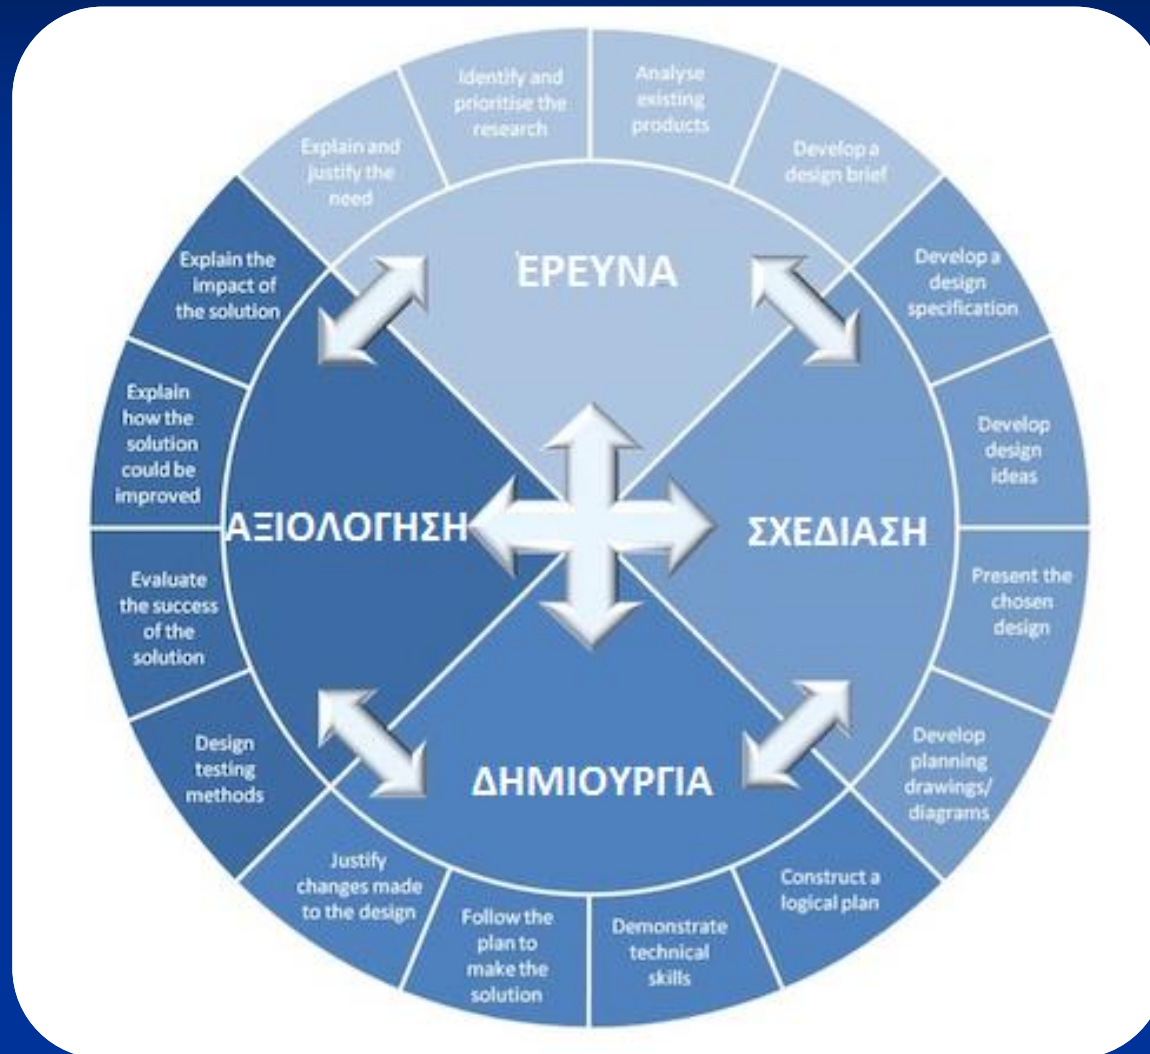 Explain and
justify the
need
Identify and
prioritise the
research
Analyse
existing
products
Develop a
design brief
Develop a
design
specification
Develop
design
ideas
Present the
chosen
design
Develop
planning
drawings/
diagrams
Construct a
logical plan
Demonstrate
technical
skills
Follow the
plan to
make the
solution
Justify
changes made
to the design
Design
testing
methods
Evaluate
the success
of the
solution
Explain
how the
solution
could be
improved
Explain the
impact of
the solution
ΈΡΕΥΝΑ
ΣΧΕΔΙΑΣΗ
ΔΗΜΙΟΥΡΓΙΑ
ΑΞΙΟΛΟΓΗΣΗ